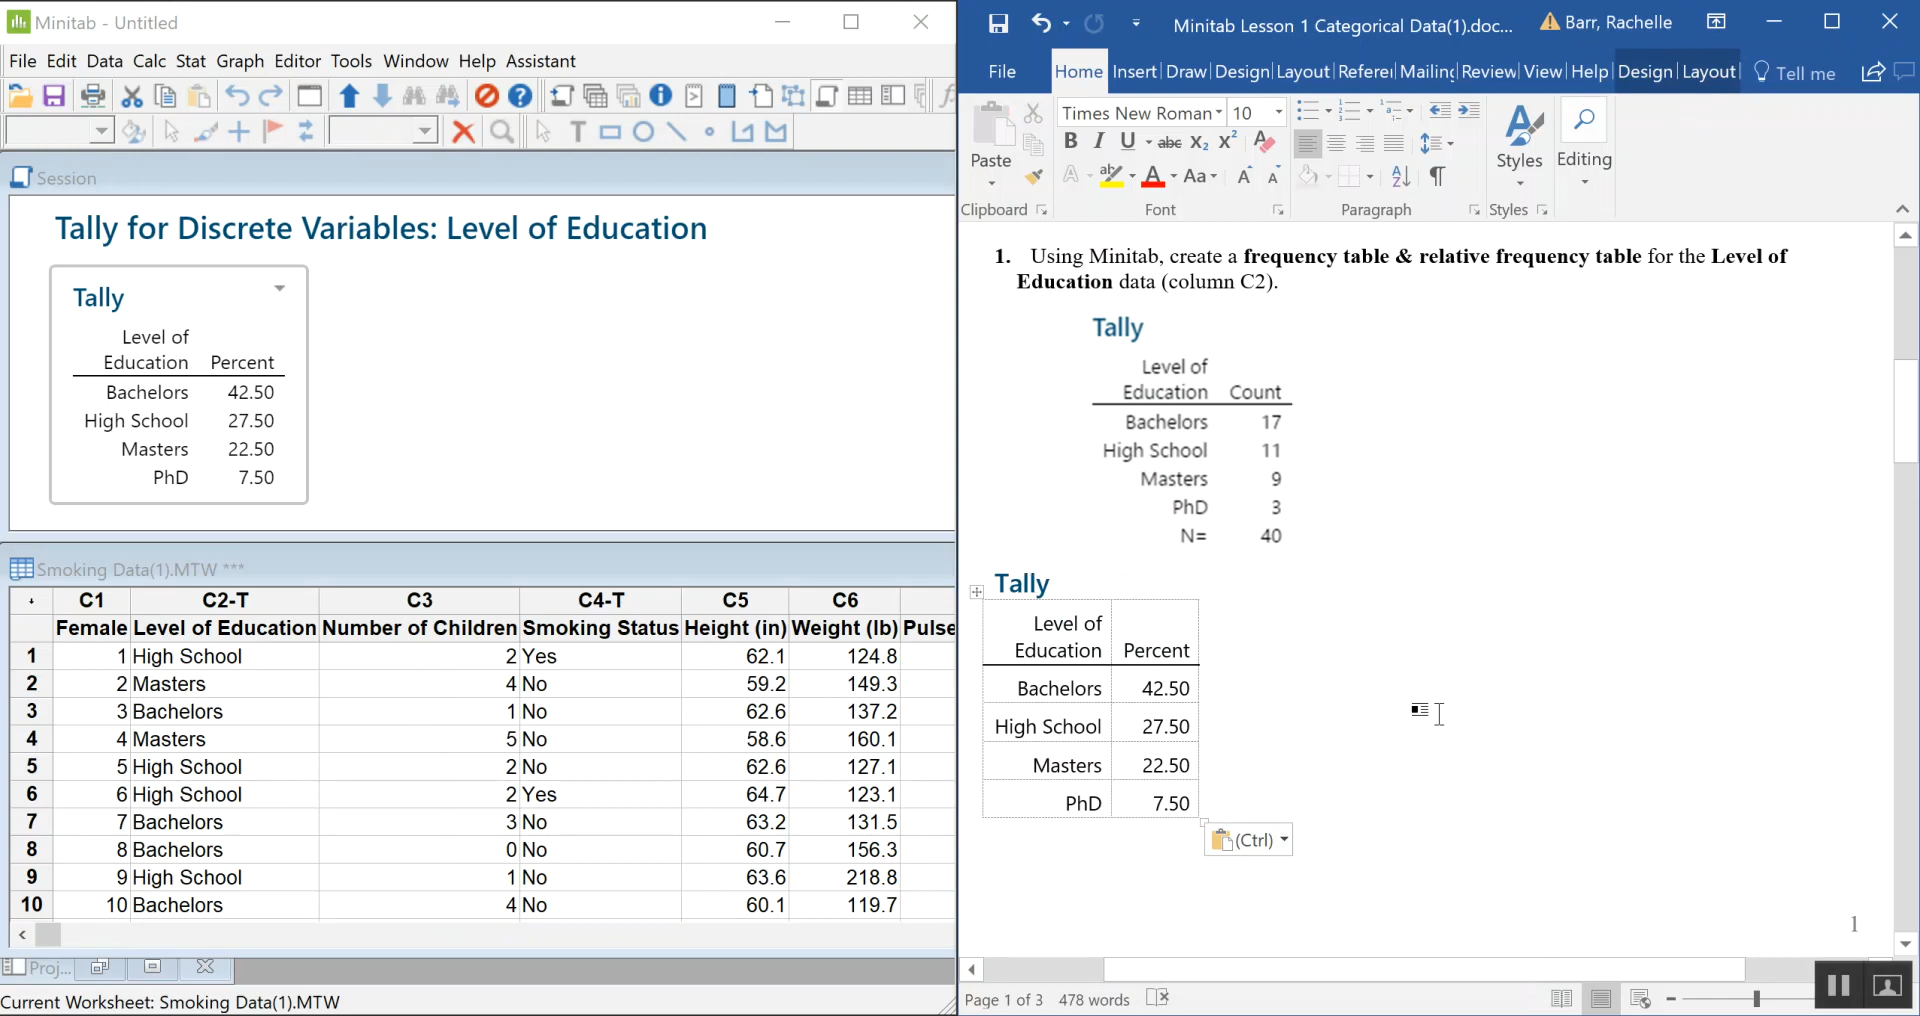 Minitab - Untitled
File Edit Data Calc Stat Graph Editor Tools Window Help Assistant
Session
Tally for Discrete Variables: Level of Education
Tally
Level of
Education Percent
Bachelors 42.50
High School 27.50
Masters 22.50
PhD 7.50
Smoking Data(1).MTW ***
C1 C2-T C3 C4-T C5 C6
Female Level of Education Number of Children Smoking Status Height (in) Weight (lb) Pulse
1 1 High School 2 Yes 62.1 124.8
2 2 Masters 4 No 59.2 149.3
3 3 Bachelors 1 No 62.6 137.2
4 4 Masters 5 No 58.6 160.1
5 5 High School 2 No 62.6 127.1
6 6 High School 2 Yes 64.7 123.1
7 7 Bachelors 3 No 63.2 131.5
8 8 Bachelors 0 No 60.7 156.3
9 9 High School 1 No 63.6 218.8
10 10 Bachelors 4 No 60.1 119.7
Proj...
Current Worksheet: Smoking Data(1).MTW
Minitab Lesson 1 Categorical Data(1).doc... Barr, Rachelle
File Home Insert Draw Design Layout Referei Mailing Review View Help Design Layout Tell me
Times New Roman 10
Paste
B I U abc X2 X2
Aa A A
Styles Editing
Clipboard Font Paragraph Styles
1. Using Minitab, create a frequency table & relative frequency table for the Level of
Education data (column C2).
Tally
Level of
Education Count
Bachelors 17
High School 11
Masters 9
PhD 3
N= 40
Tally
Level of
Education Percent
Bachelors 42.50
High School 27.50
Masters 22.50
PhD 7.50
(Ctrl)
1
Page 1 of 3 478 words